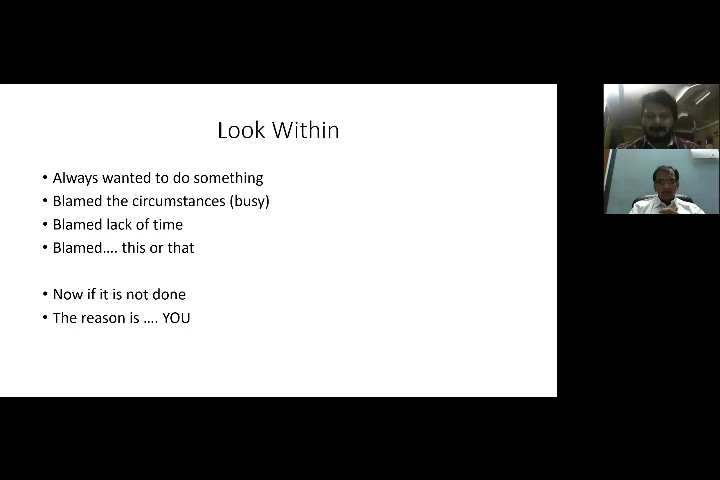 Look Within
• Always wanted to do something
• Blamed the circumstances (busy)
• Blamed lack of time
• Blamed.... this or that
• Now if it is not done
• The reason is .... YOU